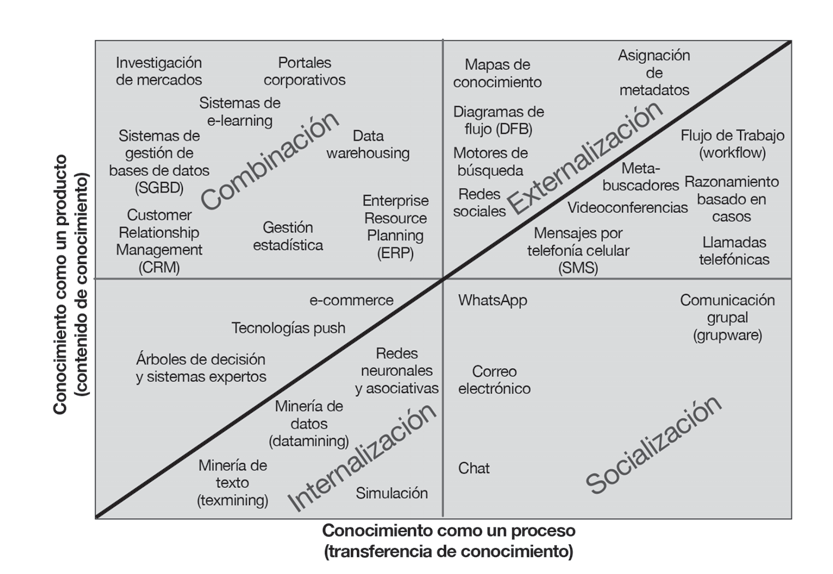 Investigación
de mercados
Portales
corporativos
Sistemas de
e-learning
Sistemas de
gestión de
bases de datos
(SGBD)
Combinación
Data
warehousing
Customer
Relationship
Management
(CRM)
Gestión
estadística
Enterprise
Resource
Planning
(ERP)
Mapas de
conocimiento
Asignación
de
metadatos
Diagramas de
flujo (DFB)
Motores de
búsqueda
Redes
sociales
Externalización
Flujo de Trabajo
(workflow)
Meta-
buscadores
Razonamiento
basado en
casos
Videoconferencias
Mensajes por
telefonía celular
(SMS)
Llamadas
telefónicas
e-commerce
Tecnologías push
Árboles de decisión
y sistemas expertos
Redes
neuronales
y asociativas
Minería de
datos
(datamining)
Minería de
texto
(texmining)
Internalización
Simulación
WhatsApp
Comunicación
grupal
(grupware)
Correo
electrónico
Chat
Socialización
Conocimiento como un producto
(contenido de conocimiento)
Conocimiento como un proceso
(transferencia de conocimiento)